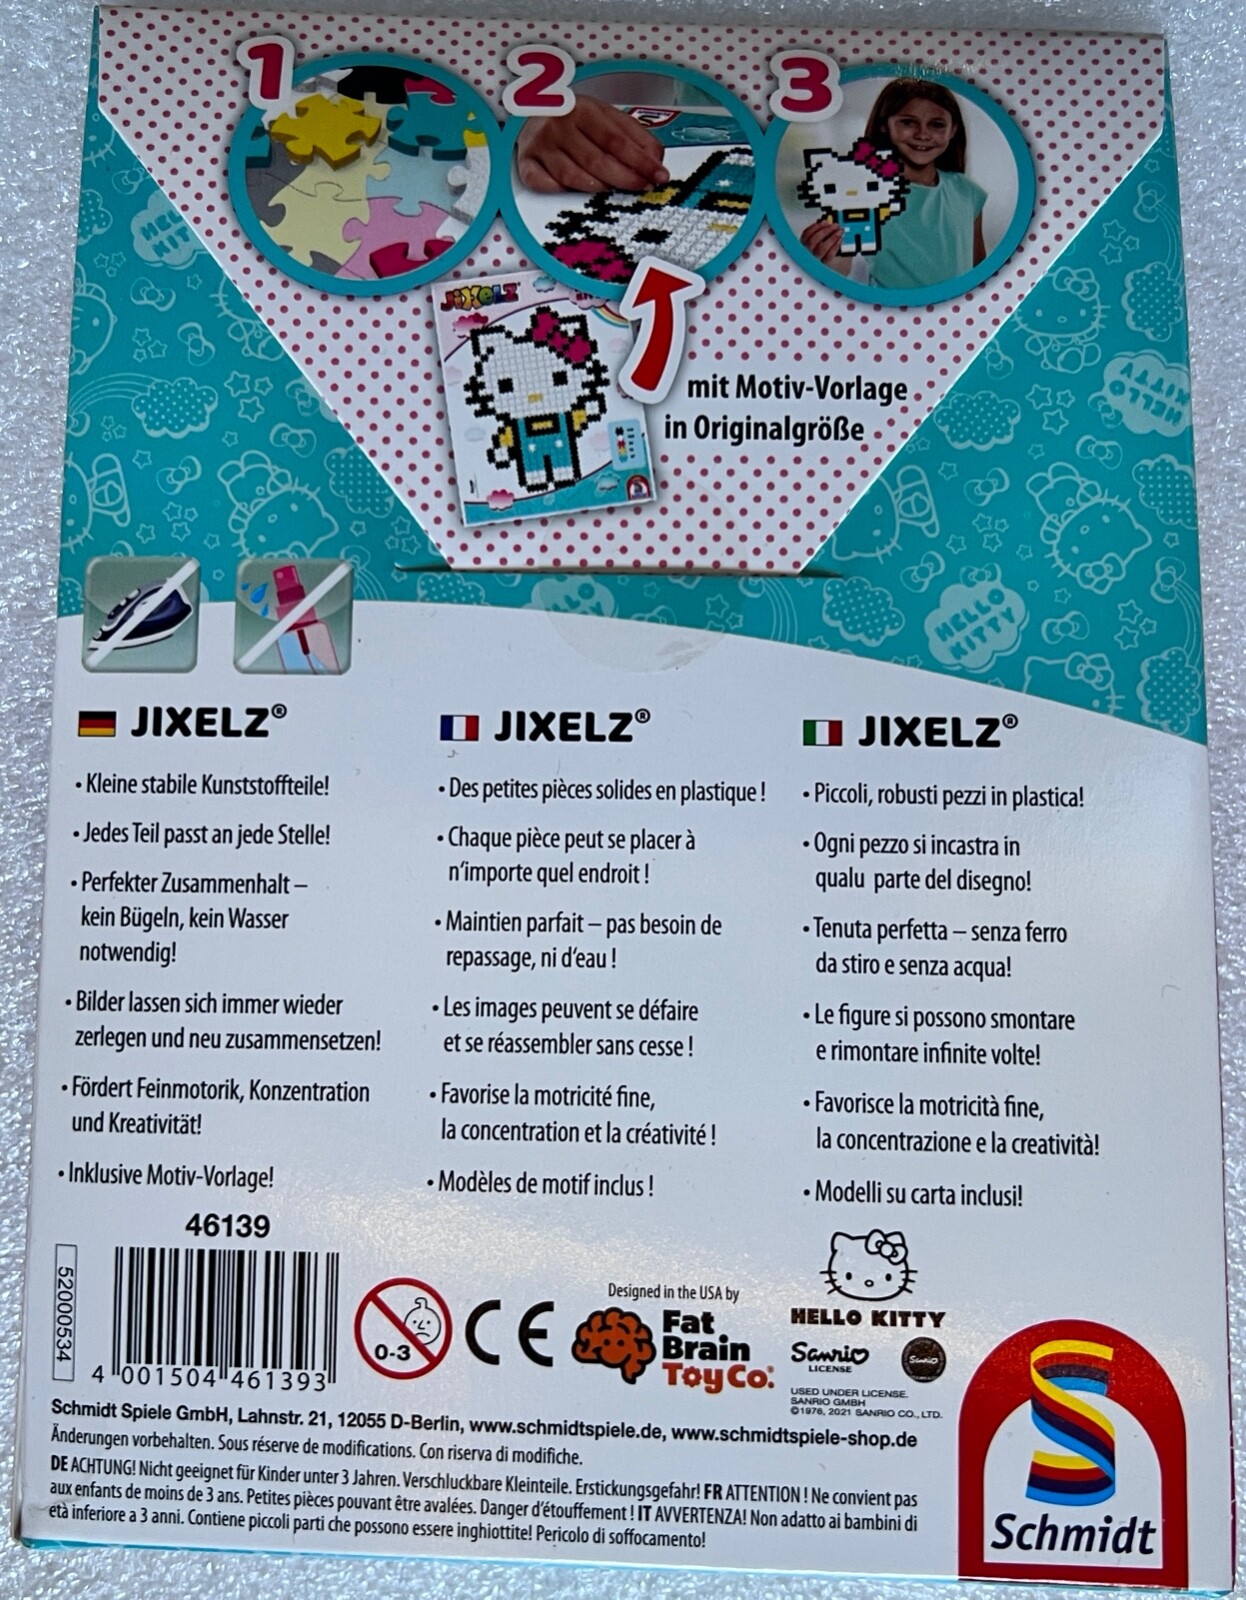 1 2 3
JiXeLZ
mit Motiv-Vorlage
in Originalgröße
HELLO KITTY
JIXELZ®
• Kleine stabile Kunststoffteile!
• Jedes Teil passt an jede Stelle!
• Perfekter Zusammenhalt –
kein Bügeln, kein Wasser
notwendig!
• Bilder lassen sich immer wieder
zerlegen und neu zusammensetzen!
• Fördert Feinmotorik, Konzentration
und Kreativität!
• Inklusive Motiv-Vorlage!
JIXELZ®
• Des petites pièces solides en plastique !
• Chaque pièce peut se placer à
n'importe quel endroit !
• Maintien parfait – pas besoin de
repassage, ni d'eau !
• Les images peuvent se défaire
et se réassembler sans cesse !
• Favorise la motricité fine,
la concentration et la créativité !
• Modèles de motif inclus !
JIXELZ®
• Piccoli, robusti pezzi in plastica!
• Ogni pezzo si incastra in
qualu parte del disegno!
• Tenuta perfetta – senza ferro
da stiro e senza acqua!
• Le figure si possono smontare
e rimontare infinite volte!
• Favorisce la motricità fine,
la concentrazione e la creatività!
• Modelli su carta inclusi!
46139
52000534
4 001504 461393
0-3
CE
Designed in the USA by
Fat
Brain
Toy Co.
HELLO KITTY
Sanrio
LICENSE
Sanrio
USED UNDER LICENSE.
SANRIO GMBH
©1976, 2021 SANRIO CO., LTD.
Schmidt Spiele GmbH, Lahnstr. 21, 12055 D-Berlin, www.schmidtspiele.de, www.schmidtspiele-shop.de
Änderungen vorbehalten. Sous réserve de modifications. Con riserva di modifiche.
DE ACHTUNG! Nicht geeignet für Kinder unter 3 Jahren. Verschluckbare Kleinteile. Erstickungsgefahr! FR ATTENTION ! Ne convient pas
aux enfants de moins de 3 ans. Petites pièces pouvant être avalées. Danger d'étouffement ! IT AVVERTENZA! Non adatto ai bambini di
età inferiore a 3 anni. Contiene piccoli parti che possono essere inghiottite! Pericolo di soffocamento!
Schmidt